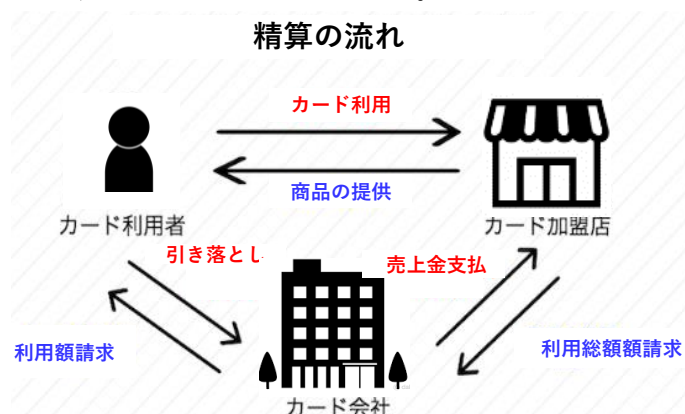 精算の流れ
カード利用
商品の提供
カード利用者
カード加盟店
引き落とし
売上金支払
利用額請求
利用総額額請求
カード会社